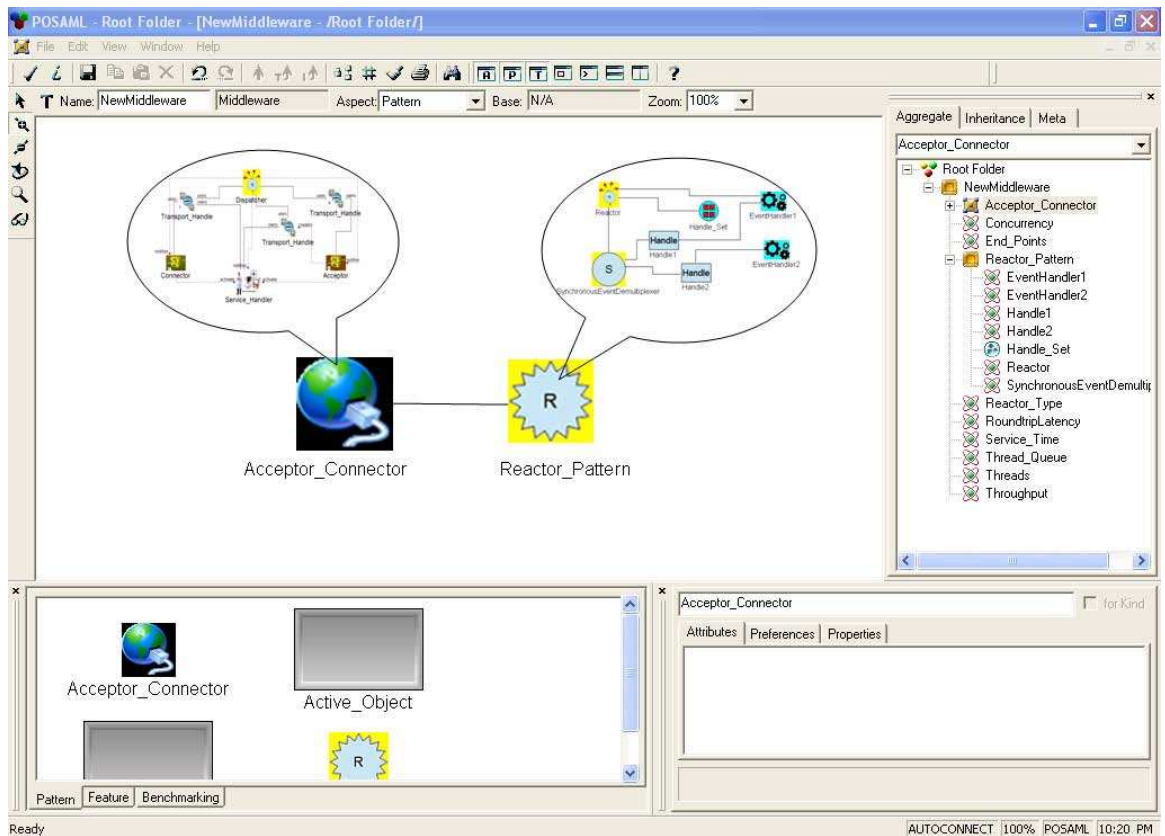 POSAML - Root Folder - [NewMiddleware - /Root Folder/]
File Edit View Window Help
Name: NewMiddleware Middleware Aspect: Pattern Base: N/A Zoom: 100%
Aggregate Inheritance Meta
Acceptor_Connector
Root Folder
NewMiddleware
Acceptor_Connector
Concurrency
End_Points
Reactor_Pattern
EventHandler1
EventHandler2
Handle1
Handle2
Handle_Set
Reactor
SynchronousEventDemultip
Reactor_Type
RoundtripLatency
Service_Time
Thread_Queue
Threads
Throughput
Dispatcher
Transport_Handle
Transport_Handle
Transport_Handle
Connector
Acceptor
Service_Handler
Reactor
EventHandler1
Handle_Set
Handle
Handle1
S
SynchronousEventDemultiplexer
Handle
Handle2
EventHandler2
R
Acceptor_Connector
Reactor_Pattern
Acceptor_Connector
Active_Object
R
Pattern Feature Benchmarking
Acceptor_Connector for Kind
Attributes Preferences Properties
Ready
AUTOCONNECT 100% POSAML 10:20 PM